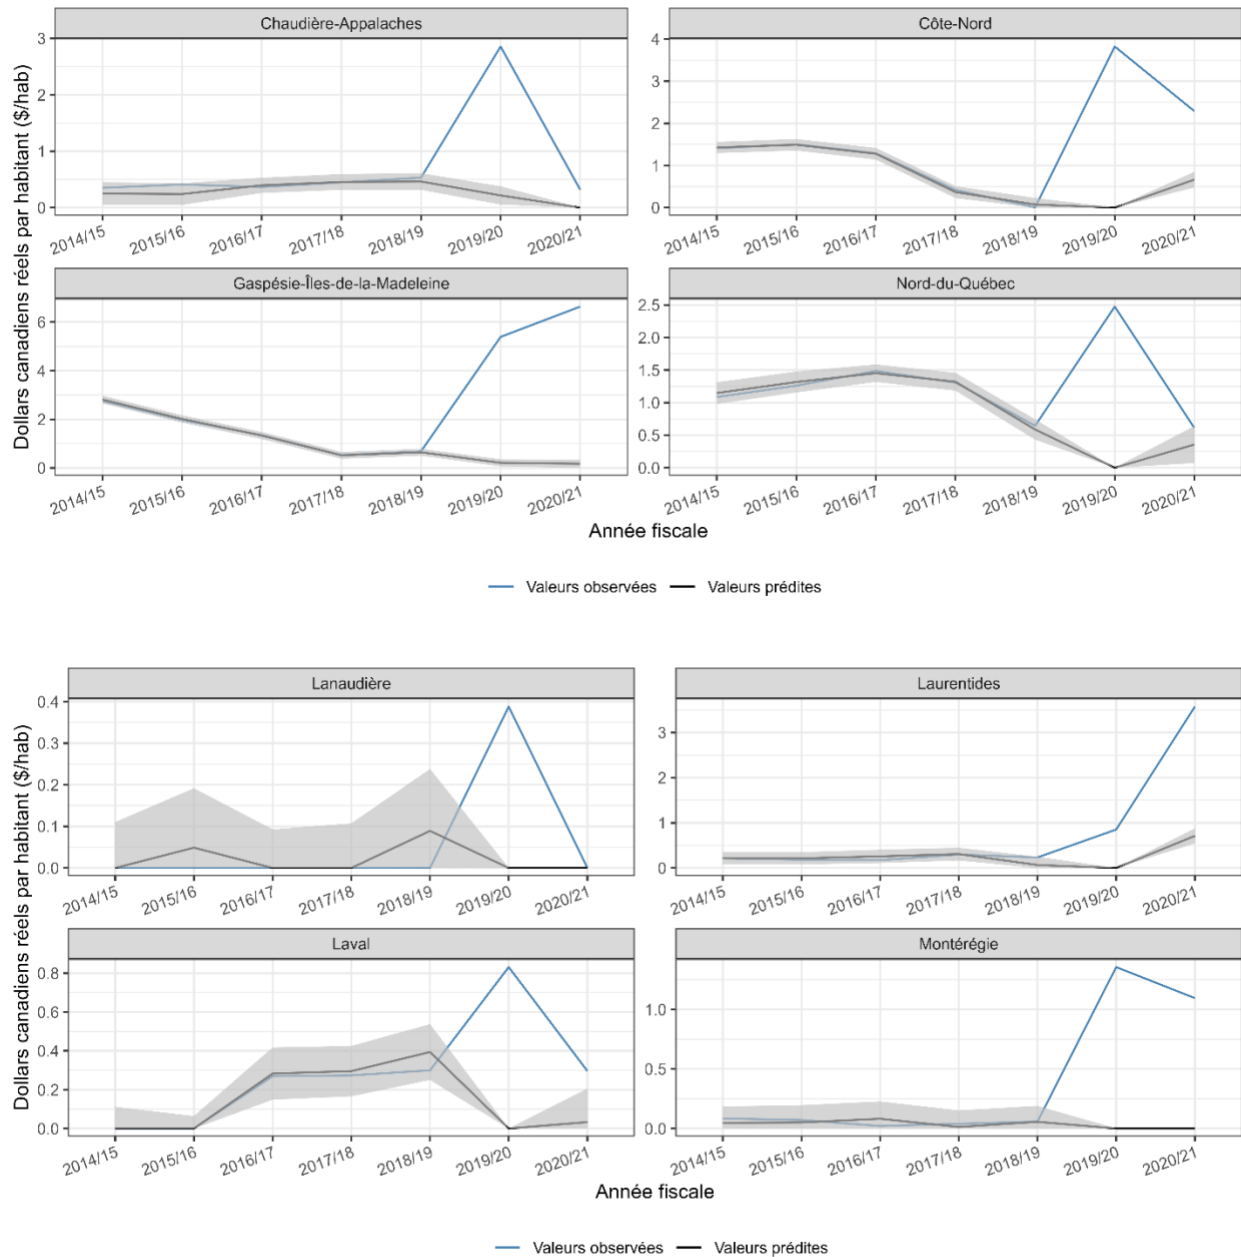 Chaudière-Appalaches
Côte-Nord
Dollars canadiens réels par habitant ($/hab)
3
2
1
0
2014/15 2015/16 2016/17 2017/18 2018/19 2019/20 2020/21
4
3
2
1
0
2014/15 2015/16 2016/17 2017/18 2018/19 2019/20 2020/21
Gaspésie-Îles-de-la-Madeleine
Nord-du-Québec
6
4
2
0
2014/15 2015/16 2016/17 2017/18 2018/19 2019/20 2020/21
2.5
2.0
1.5
1.0
0.5
0.0
2014/15 2015/16 2016/17 2017/18 2018/19 2019/20 2020/21
Année fiscale
Valeurs observées Valeurs prédites
Lanaudière
Laurentides
Dollars canadiens réels par habitant ($/hab)
0.4
0.3
0.2
0.1
0.0
2014/15 2015/16 2016/17 2017/18 2018/19 2019/20 2020/21
3
2
1
0
2014/15 2015/16 2016/17 2017/18 2018/19 2019/20 2020/21
Laval
Montérégie
0.8
0.6
0.4
0.2
0.0
2014/15 2015/16 2016/17 2017/18 2018/19 2019/20 2020/21
1.0
0.5
0.0
2014/15 2015/16 2016/17 2017/18 2018/19 2019/20 2020/21
Année fiscale
Valeurs observées Valeurs prédites